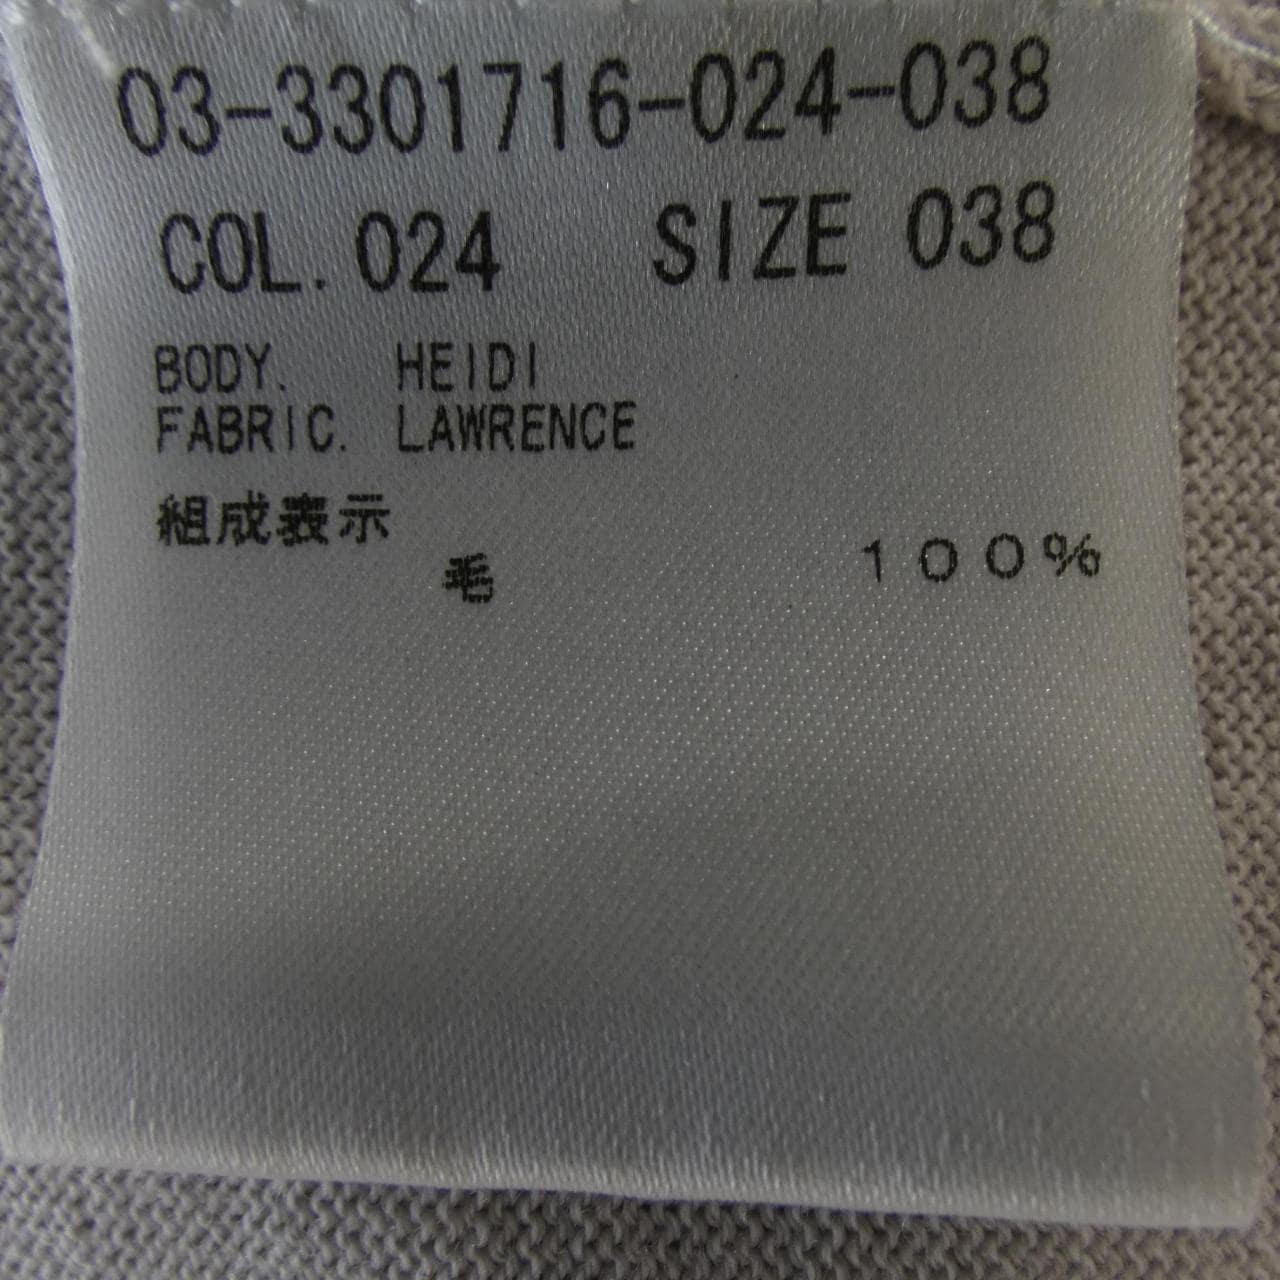 03-3301716-024-038
COL. 024 SIZE 038
BODY. HEIDI
FABRIC. LAWRENCE
組成表示
毛 100%